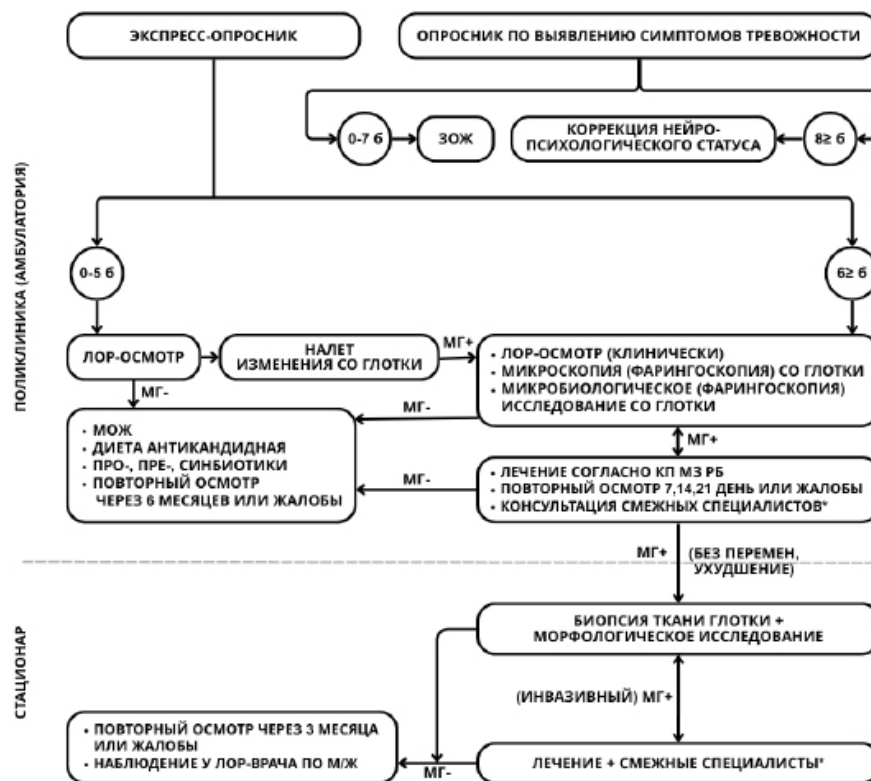 ЭКСПРЕСС-ОПРОСНИК
ОПРОСНИК ПО ВЫЯВЛЕНИЮ СИМПТОМОВ ТРЕВОЖНОСТИ
0-7 б
ЗОЖ
КОРРЕКЦИЯ НЕЙРО-
ПСИХОЛОГИЧЕСКОГО СТАТУСА
8≥ б
ПОЛИКЛИНИКА (АМБУЛАТОРИЯ)
0-5 б
6≥ б
ЛОР-ОСМОТР
НАЛЕТ
ИЗМЕНЕНИЯ СО ГЛОТКИ
МГ+
• ЛОР-ОСМОТР (КЛИНИЧЕСКИ)
• МИКРОСКОПИЯ (ФАРИНГОСКОПИЯ) СО ГЛОТКИ
• МИКРОБИОЛОГИЧЕСКОЕ (ФАРИНГОСКОПИЯ)
ИССЛЕДОВАНИЕ СО ГЛОТКИ
МГ-
МГ-
МГ+
• МОЖ
• ДИЕТА АНТИКАНДИДНАЯ
• ПРО-, ПРЕ-, СИНБИОТИКИ
• ПОВТОРНЫЙ ОСМОТР
ЧЕРЕЗ 6 МЕСЯЦЕВ ИЛИ ЖАЛОБЫ
МГ-
• ЛЕЧЕНИЕ СОГЛАСНО КП МЗ РБ
• ПОВТОРНЫЙ ОСМОТР 7,14,21 ДЕНЬ ИЛИ ЖАЛОБЫ
• КОНСУЛЬТАЦИЯ СМЕЖНЫХ СПЕЦИАЛИСТОВ*
МГ+
(БЕЗ ПЕРЕМЕН,
УХУДШЕНИЕ)
СТАЦИОНАР
БИОПСИЯ ТКАНИ ГЛОТКИ +
МОРФОЛОГИЧЕСКОЕ ИССЛЕДОВАНИЕ
(ИНВАЗИВНЫЙ) МГ+
• ПОВТОРНЫЙ ОСМОТР ЧЕРЕЗ 3 МЕСЯЦА
ИЛИ ЖАЛОБЫ
• НАБЛЮДЕНИЕ У ЛОР-ВРАЧА ПО М/Ж
МГ-
ЛЕЧЕНИЕ + СМЕЖНЫЕ СПЕЦИАЛИСТЫ*